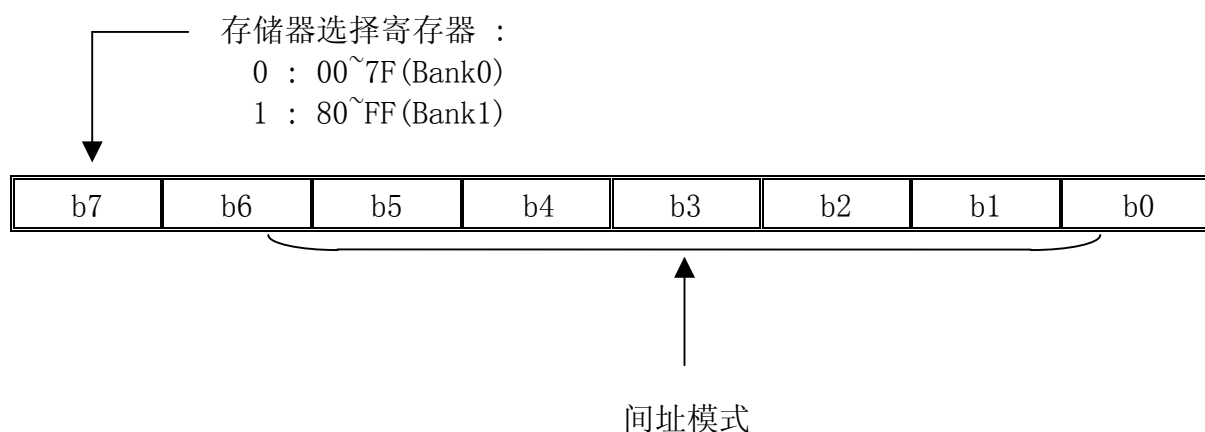 存储器选择寄存器 :
0 : 00~7F(Bank0)
1 : 80~FF(Bank1)
b7 b6 b5 b4 b3 b2 b1 b0
间址模式